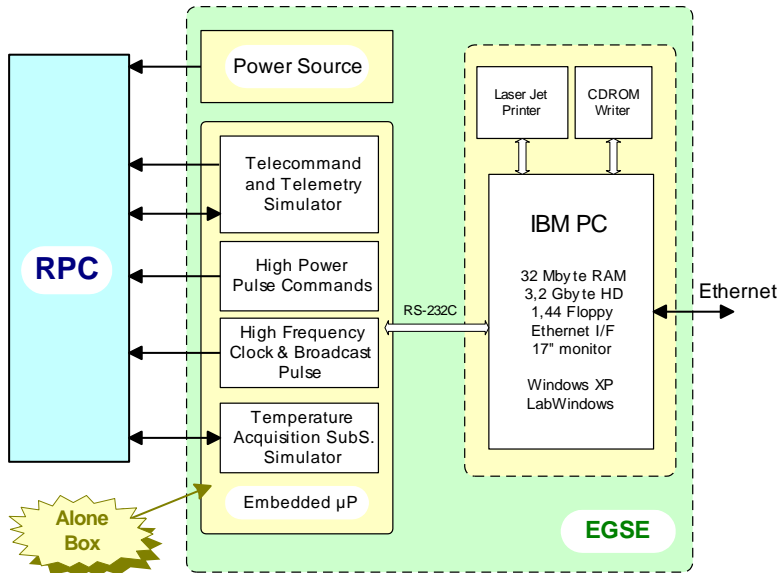 Power Source
Laser Jet
Printer
CDROM
Writer
Telecommand
and Telemetry
Simulator
IBM PC
RPC
High Power
Pulse Commands
32 Mbyte RAM
3,2 Gbyte HD
1,44 Floppy
Ethernet I/F
17" monitor
Ethernet
RS-232C
High Frequency
Clock & Broadcast
Pulse
Windows XP
LabWindows
Temperature
Acquisition SubS.
Simulator
Embedded µP
Alone
Box
EGSE